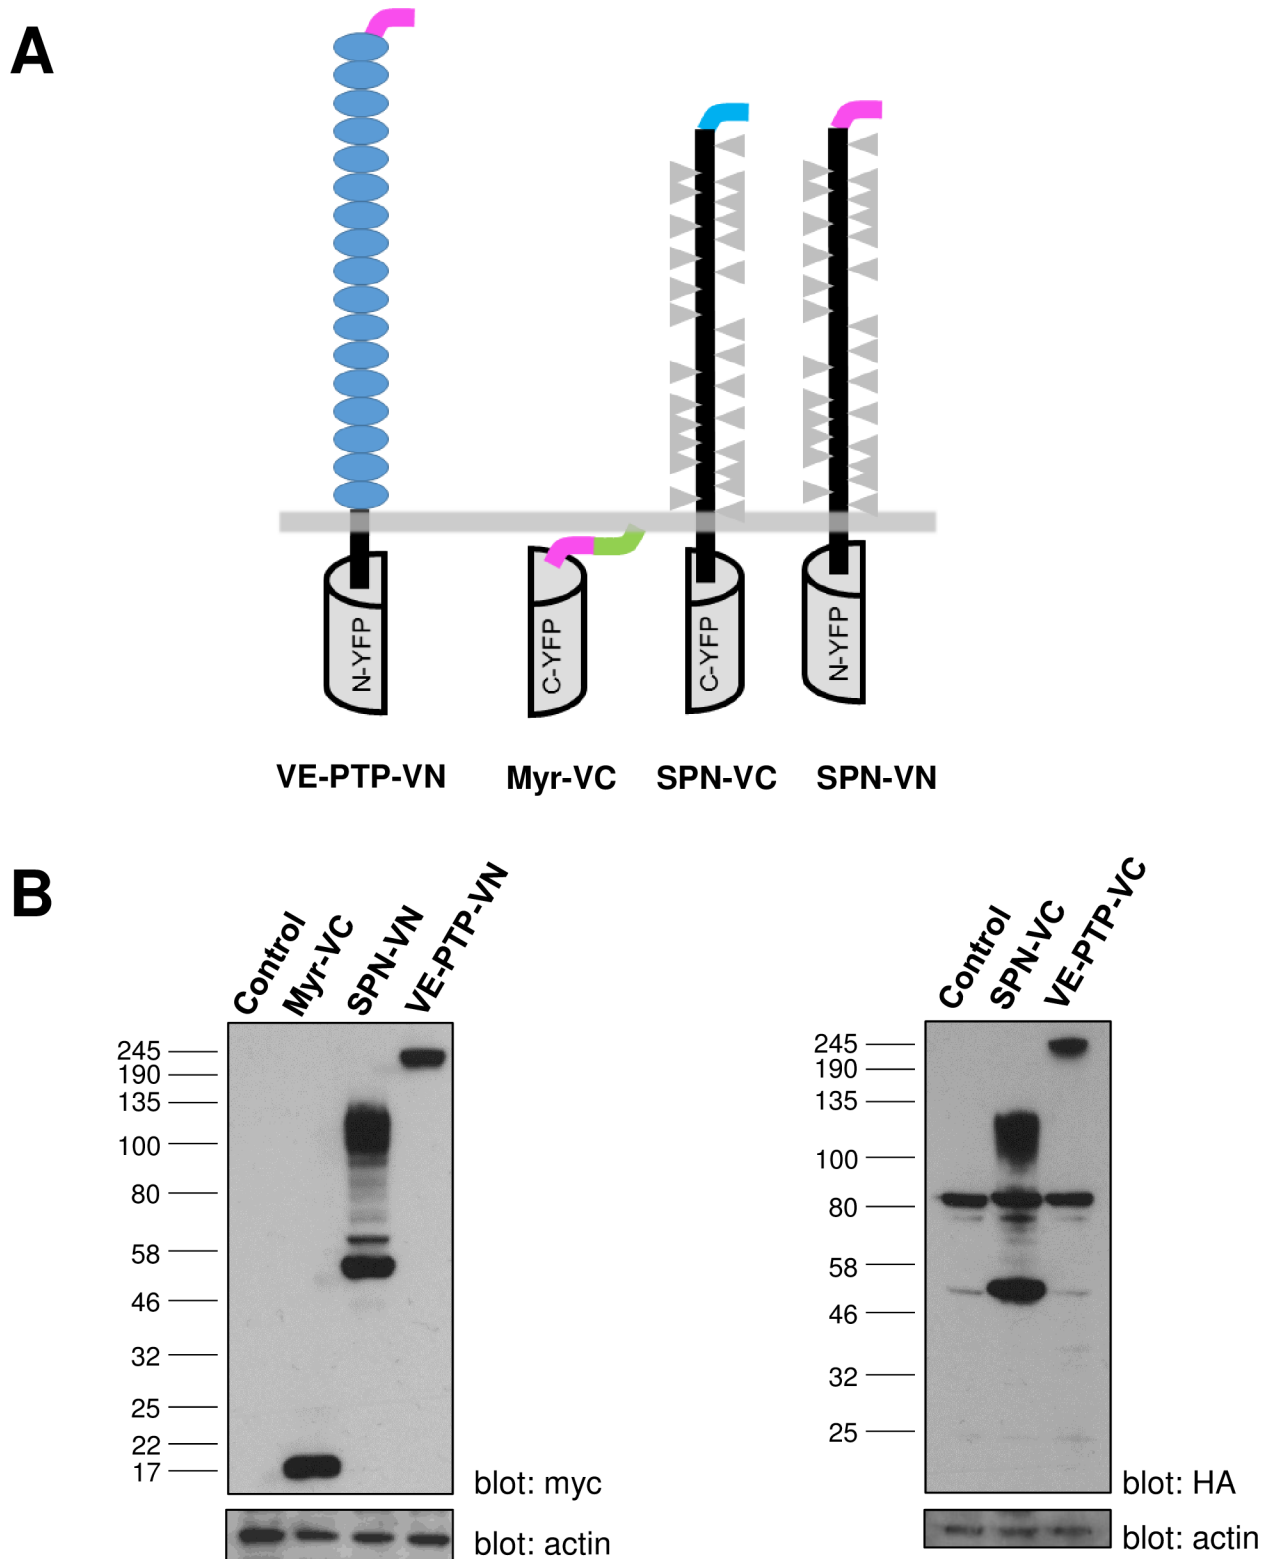 A
N-YFP
C-YFP
C-YFP
N-YFP
VE-PTP-VN
Myr-VC
SPN-VC
SPN-VN
B
Control
Myr-VC
SPN-VN
VE-PTP-VN
245
190
135
100
80
58
46
32
25
22
17
blot: myc
blot: actin
Control
SPN-VC
VE-PTP-VC
245
190
135
100
80
58
46
32
25
blot: HA
blot: actin